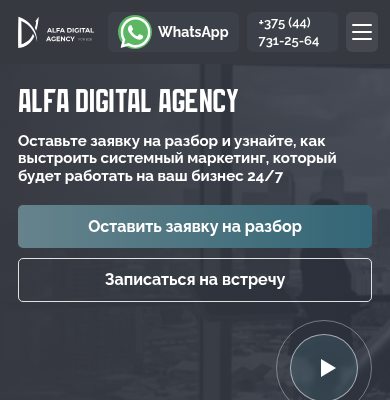 ALFA DIGITAL
AGENCY
WhatsApp
+375 (44)
731-25-64
ALFA DIGITAL AGENCY
Оставьте заявку на разбор и узнайте, как
выстроить системный маркетинг, который
будет работать на ваш бизнес 24/7
Оставить заявку на разбор
Записаться на встречу